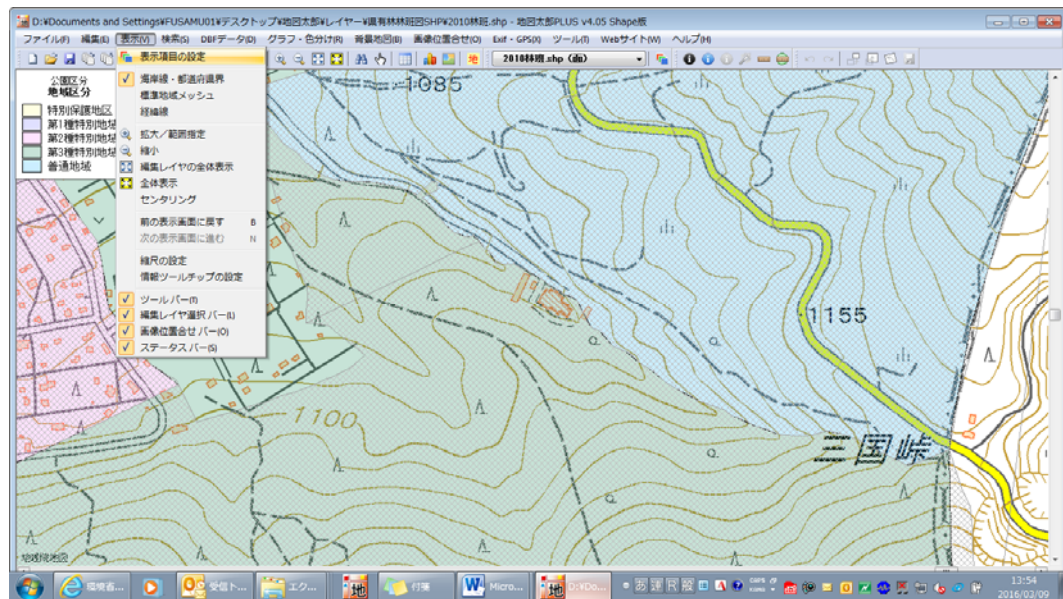 D:¥Documents and Settings¥FUSAMU01¥デスクトップ¥地図太郎¥レイヤー¥県有林林班図SHP¥2010林班.shp - 地図太郎PLUS v4.05 Shape版
ファイル(F) 編集(E) 表示(V) 検索(S) DBFデータ(D) グラフ・色分け(R) 背景地図(B) 画像位置合せ(O) Exif・GPS(X) ツール(T) Webサイト(W) ヘルプ(H)
2010林班.shp (面)
公園区分
地域区分
特別保護地区
第1種特別地域
第2種特別地域
第3種特別地域
普通地域
表示項目の設定
海岸線・都道府県界
標準地域メッシュ
経緯線
拡大／範囲指定
縮小
編集レイヤの全体表示
全体表示
センタリング
前の表示画面に戻す B
次の表示画面に進む N
縮尺の設定
情報ツールチップの設定
ツール バー(T)
編集レイヤ選択 バー(L)
画像位置合せ バー(O)
ステータス バー(S)
1085
1155
1100
三国峠
環境省...
受信ト...
エク...
付箋
Micro...
D:¥Do...
あ 連 R 般
CAPS
KANA
13:54
2016/03/09